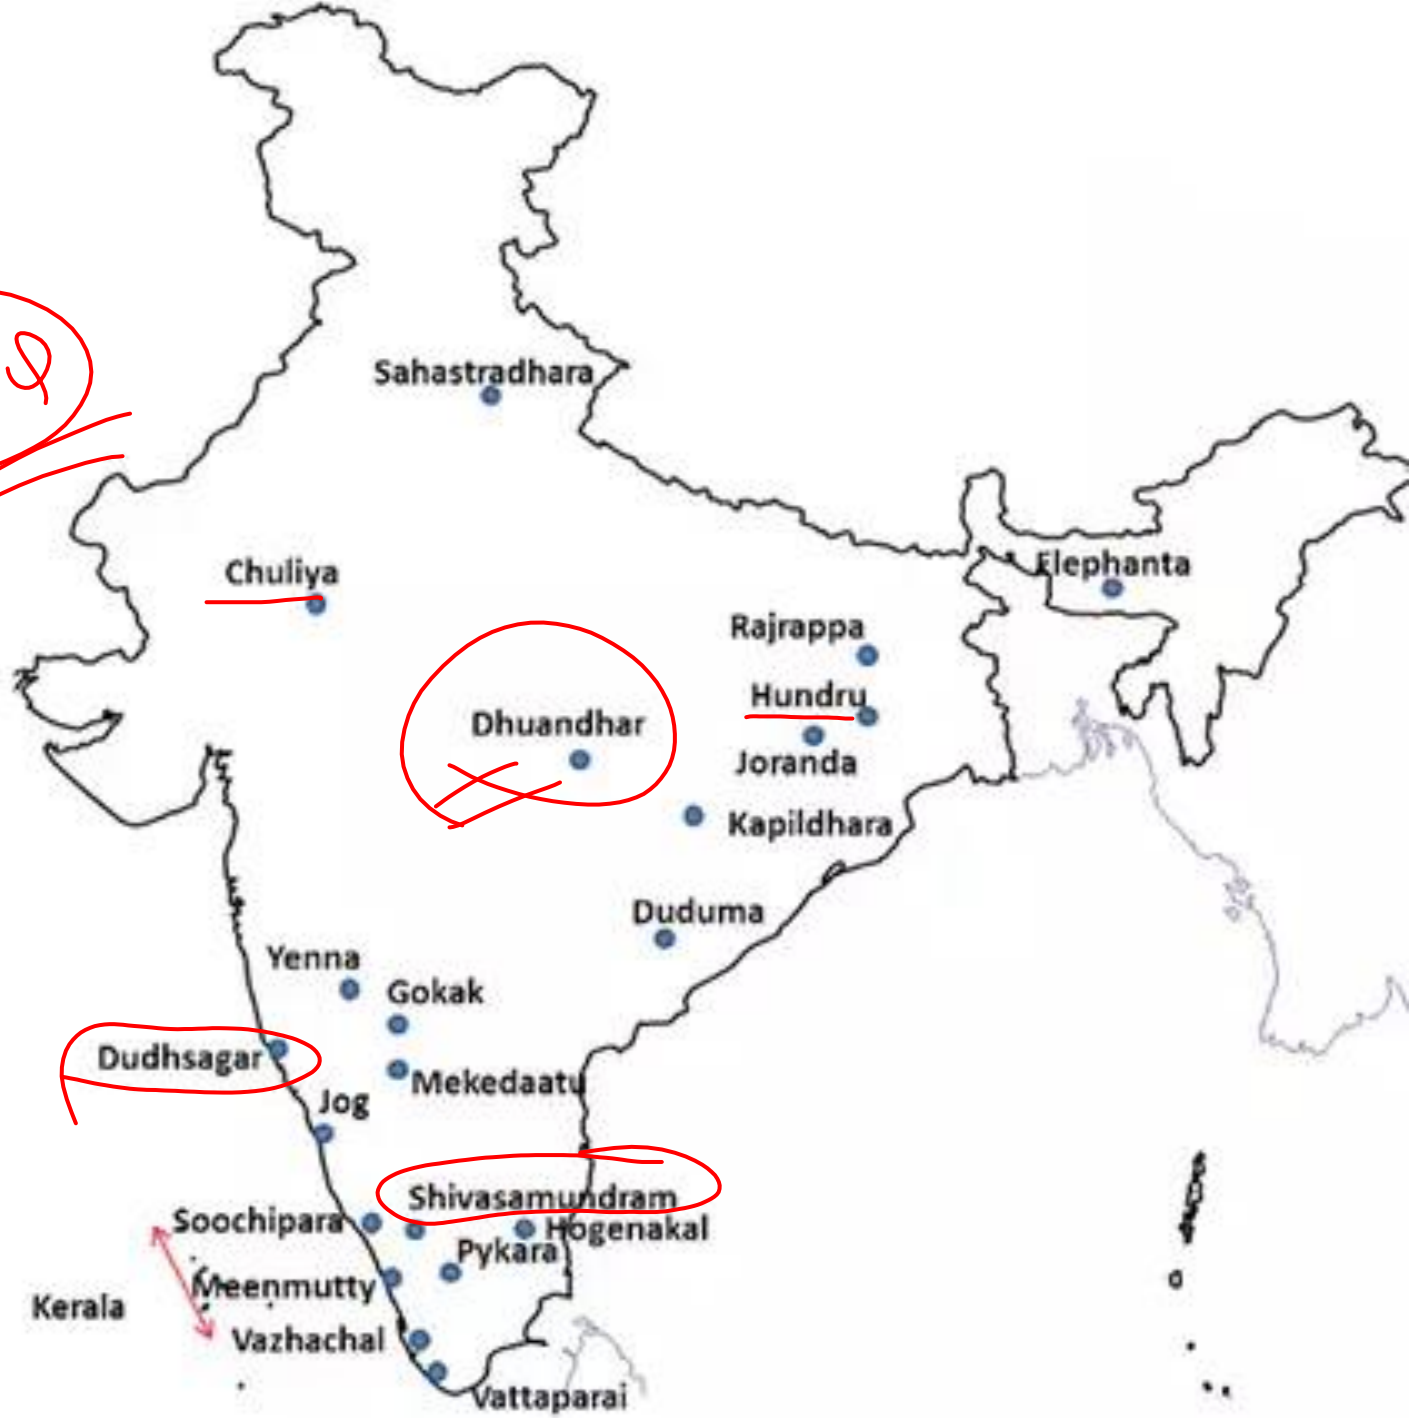 Sahastradhara
Chuliya
Elephanta
Rajrappa
Hundru
Dhuandhar
Joranda
Kapildhara
Duduma
Yenna
Gokak
Dudhsagar
Mekedaatu
Jog
Shivasamundram
Soochipara
Hogenakal
Pykara
Meenmutty
Kerala
Vazhachal
Vattaparai